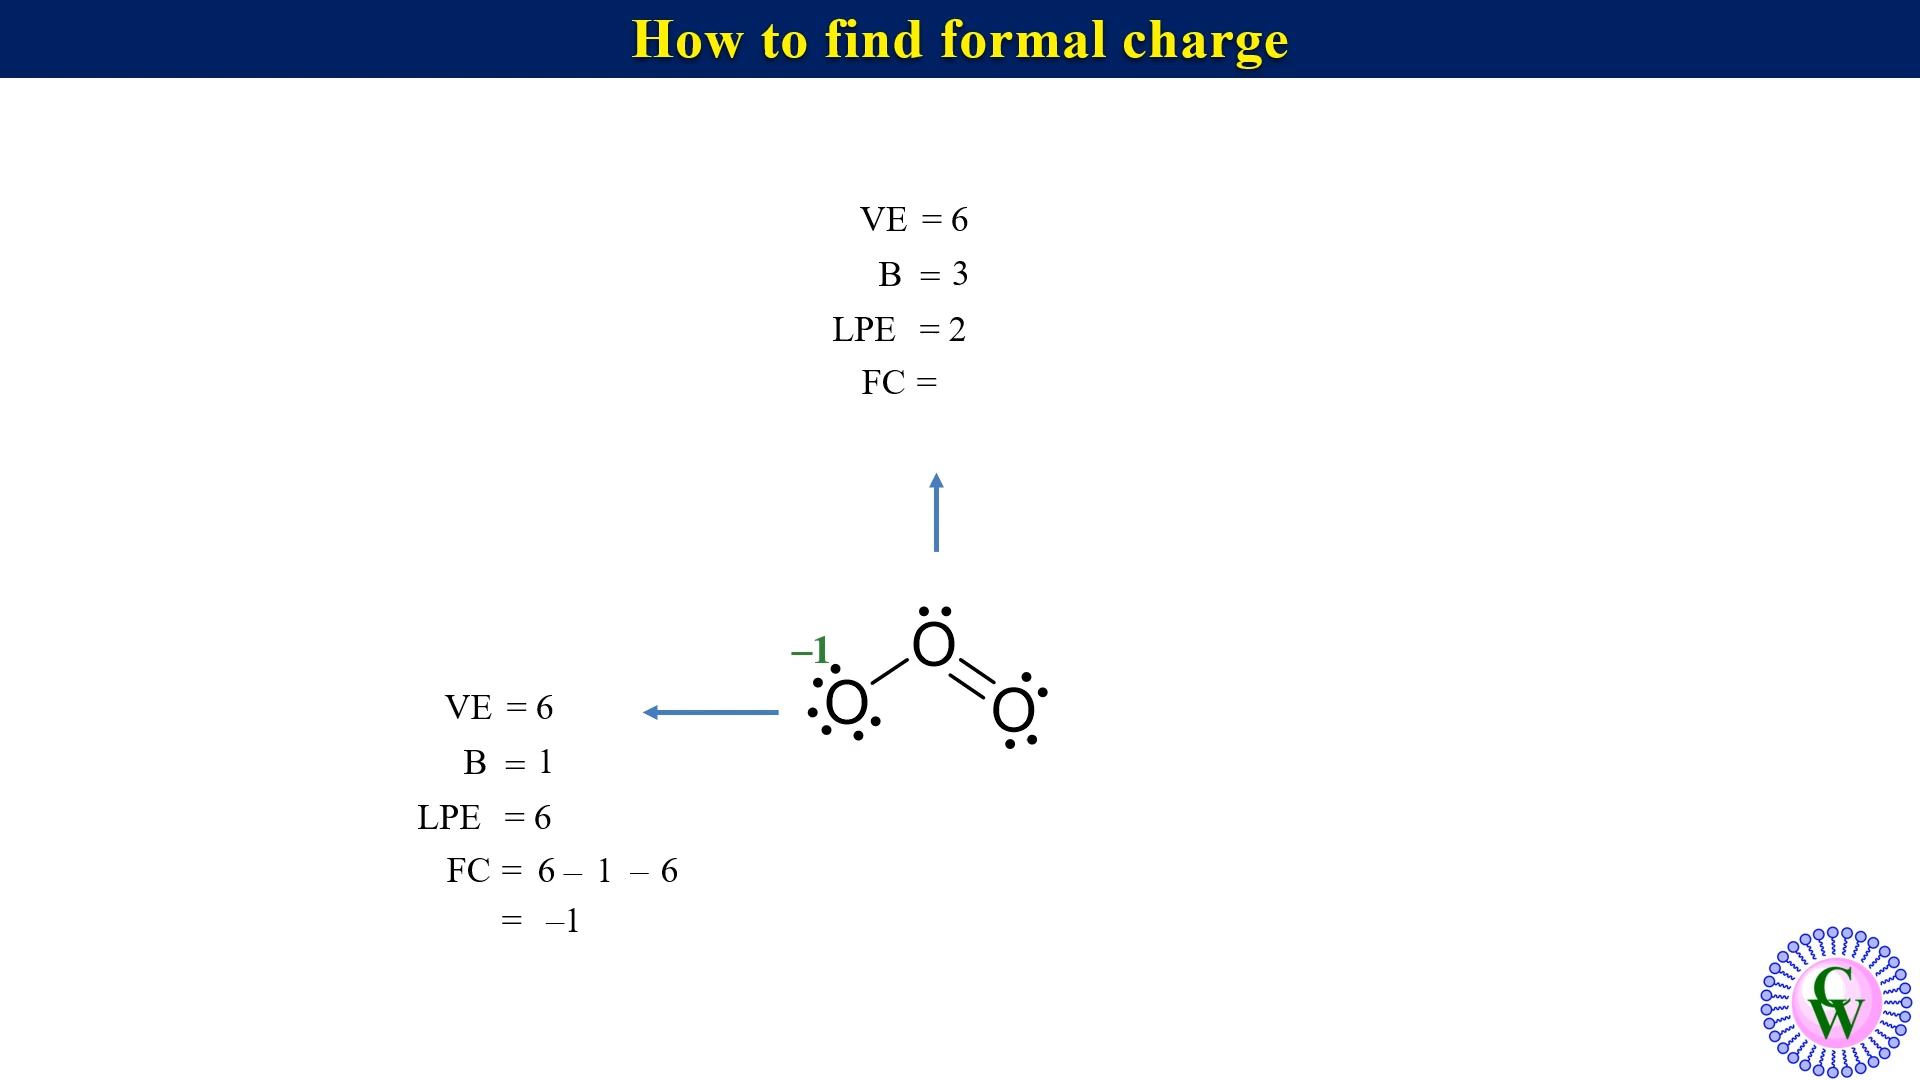 How to find formal charge
VE = 6
B = 3
LPE = 2
FC =
–1
O
O
O
VE = 6
B = 1
LPE = 6
FC = 6 – 1 – 6
= –1
CW